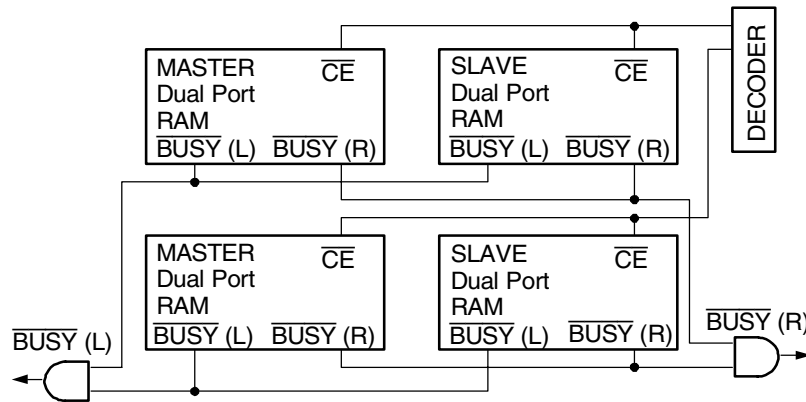 MASTER
Dual Port
RAM
CE
BUSY (L) BUSY (R)
SLAVE
Dual Port
RAM
CE
BUSY (L) BUSY (R)
DECODER
MASTER
Dual Port
RAM
CE
BUSY (L) BUSY (R)
SLAVE
Dual Port
RAM
CE
BUSY (L) BUSY (R)
BUSY (L)
BUSY (R)